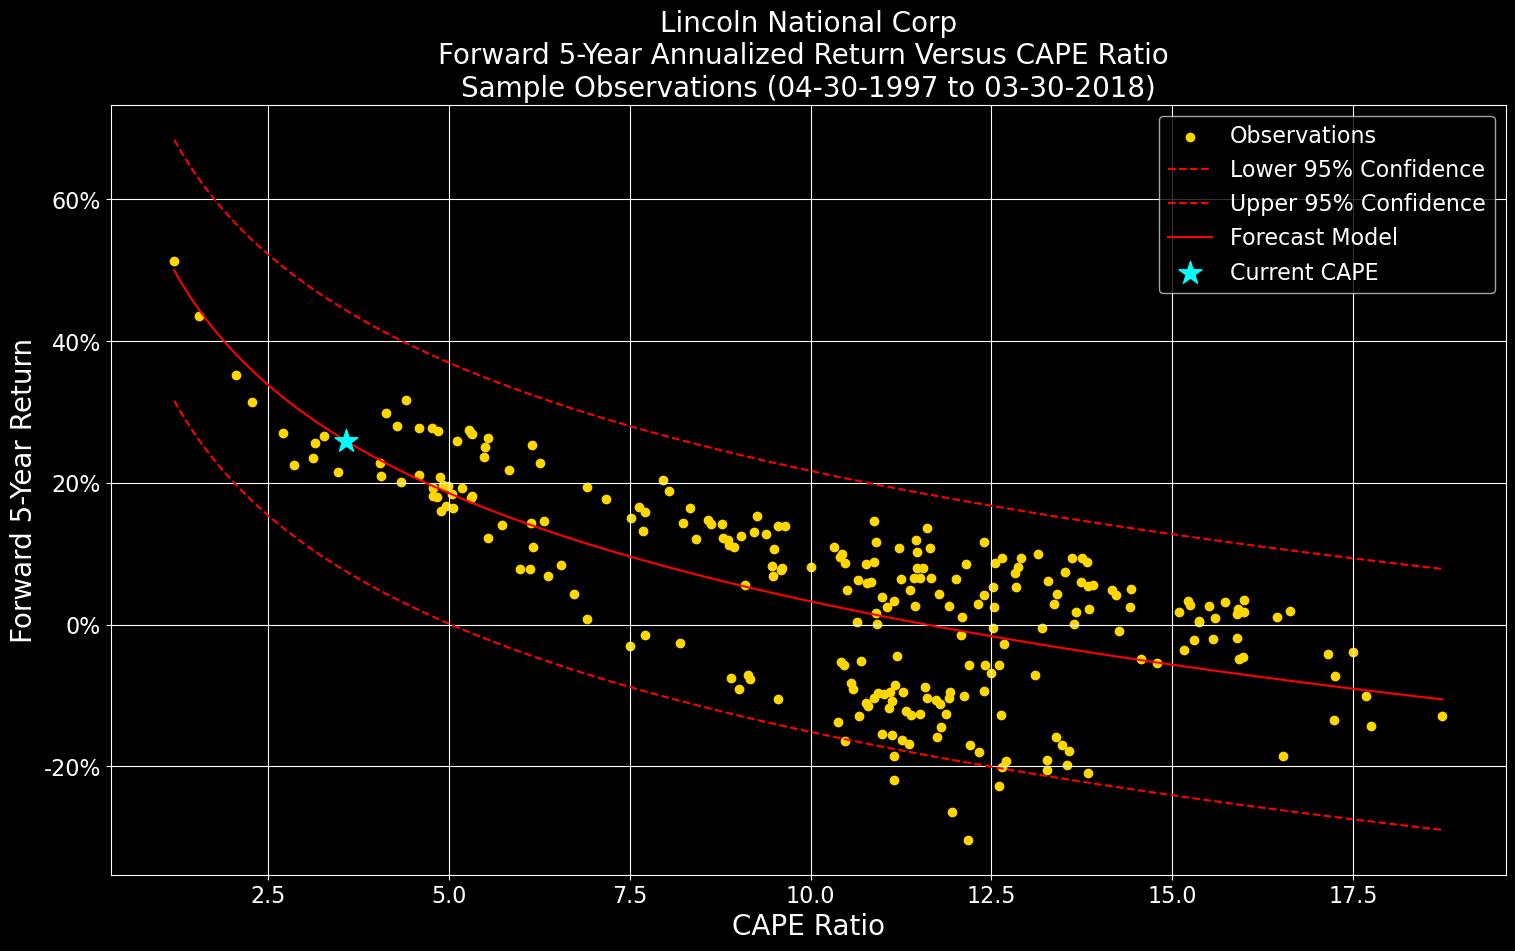 Lincoln National Corp
Forward 5-Year Annualized Return Versus CAPE Ratio
Sample Observations (04-30-1997 to 03-30-2018)
Observations
Lower 95% Confidence
Upper 95% Confidence
Forecast Model
Current CAPE
Forward 5-Year Return
60%
40%
20%
0%
-20%
2.5 5.0 7.5 10.0 12.5 15.0 17.5
CAPE Ratio